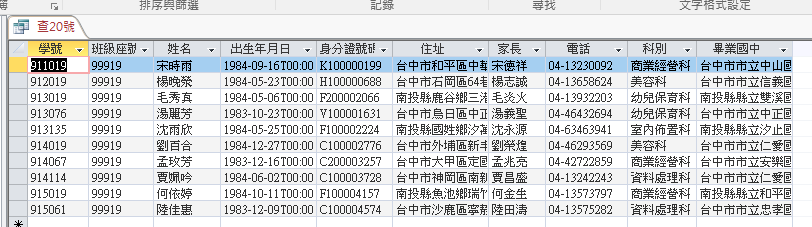 排序與篩選 記錄 尋找 文字格式設定
查20號
學號 班級座號 姓名 出生年月日 身分證號碼 住址 家長 電話 科別 畢業國中
911019 99919 宋時雨 1984-09-16T00:00 K100000199 台中市和平區中 宋德祥 04-13230092 商業經營科 台中市市立中山國
912019 99919 楊晚縈 1984-05-23T00:00 H100000688 台中市石岡區64 楊志誠 04-13658624 美容科 台中市市立信義國
913019 99919 毛秀真 1984-05-06T00:00 F200002066 南投縣鹿谷鄉三 毛炎火 04-13932203 幼兒保育科 南投縣縣立雙溪國
913076 99919 湯麗芳 1983-10-23T00:00 V100001631 台中市烏日區中正 湯義聖 04-46432694 幼兒保育科 台中市市立中正國
913135 99919 沈雨欣 1984-05-25T00:00 F100002224 南投縣國姓鄉汐 沈永源 04-63463941 室內佈置科 南投縣縣立汐止國
914019 99919 劉百合 1984-12-27T00:00 C100002776 台中市外埔區新 劉榮煌 04-46293569 美容科 台中市市立仁愛國
914067 99919 孟玫芳 1983-12-16T00:00 C200003257 台中市大甲區定 孟兆亮 04-42722859 商業經營科 台中市市立安樂國
914114 99919 賈姵吟 1984-06-02T00:00 C100003728 台中市神岡區南 賈昌盛 04-13242243 資料處理科 台中市市立仁愛國
915019 99919 何依婷 1984-10-11T00:00 F100004157 南投縣魚池鄉瑞 何金生 04-13573797 商業經營科 南投縣縣立和平國
915061 99919 陸佳惠 1983-12-09T00:00 C100004574 台中市沙鹿區寧 陸田濤 04-13575282 資料處理科 台中市市立忠孝國